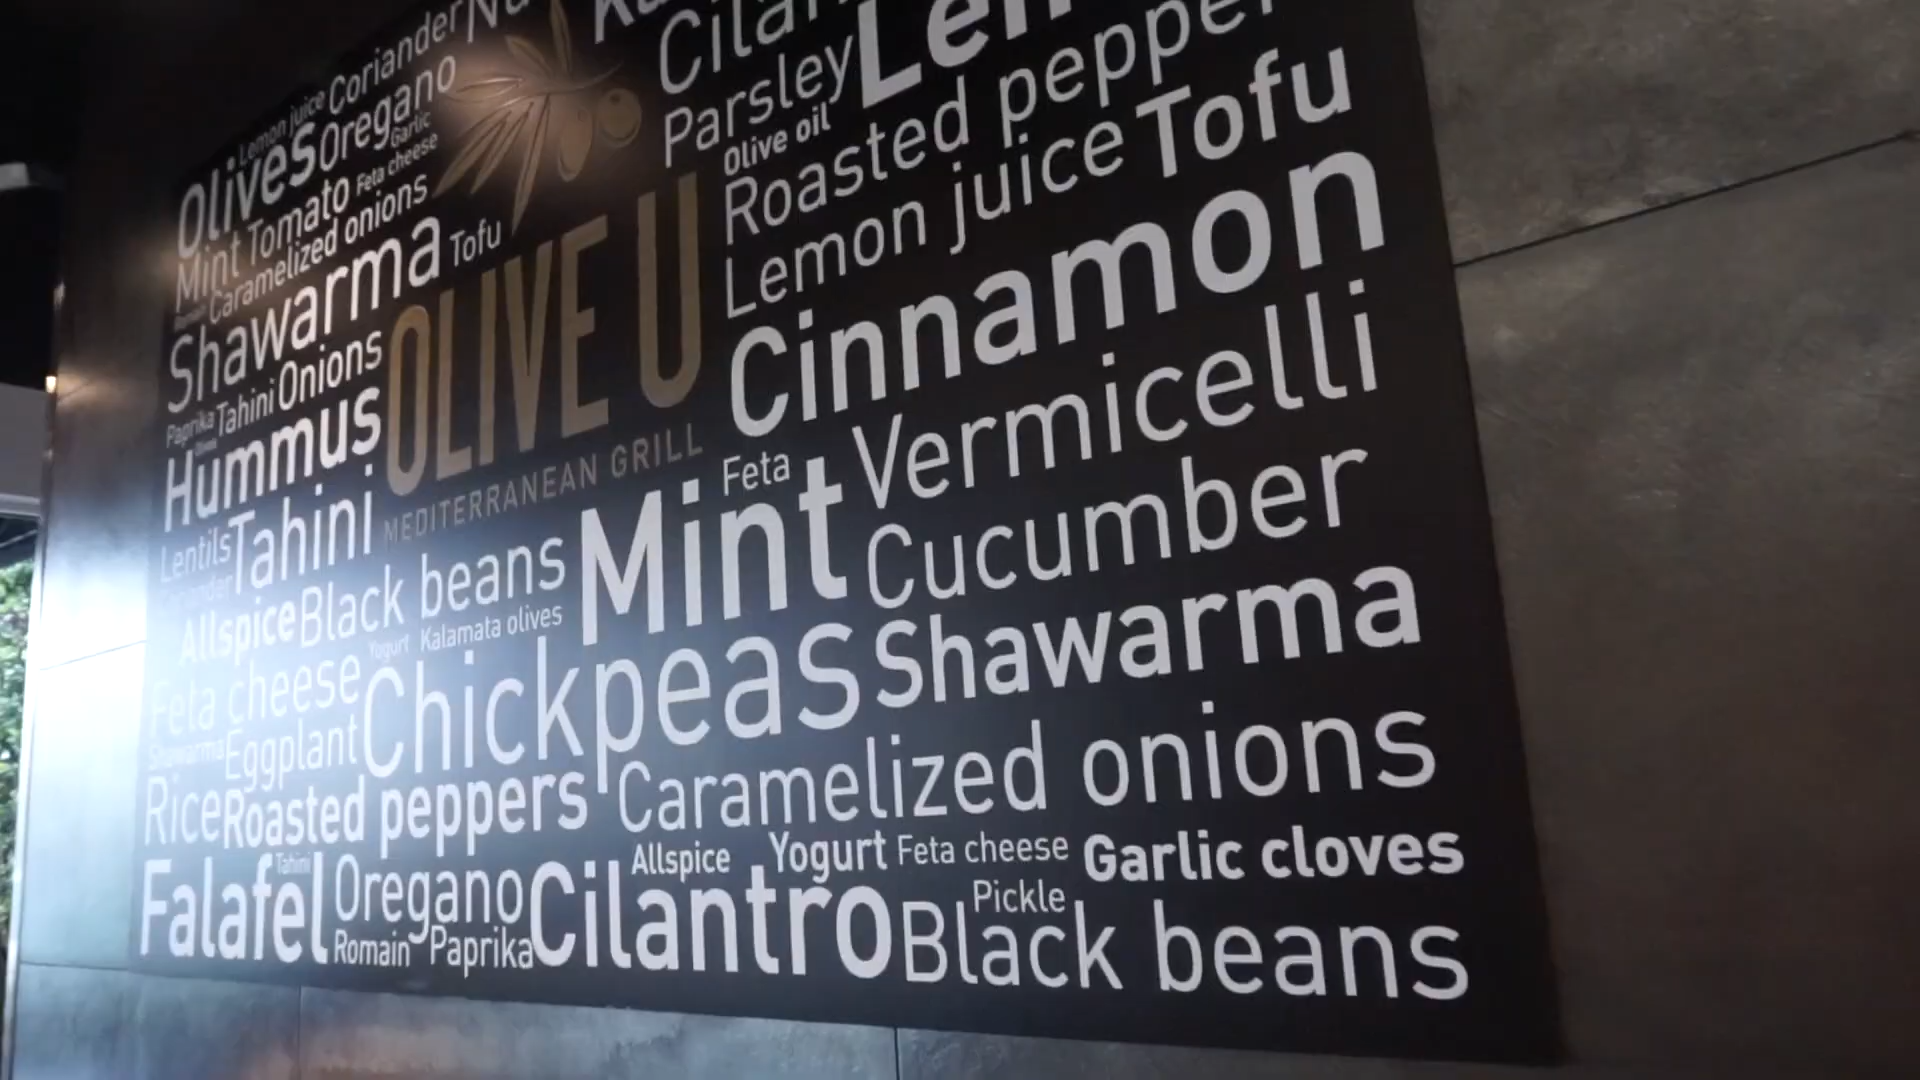 Lemon juice Coriander
Olives Oregano
Garlic
Mint Tomato Feta cheese
Caramelized onions
Shawarma Tofu
Paprika Tahini Onions
Hummus
Lentils Tahini
OLIVE U
MEDITERRANEAN GRILL
Parsley
Olive oil
Roasted pepper
Lemon juice Tofu
Cinnamon
Feta Vermicelli
Mint Cucumber
Allspice Black beans
Yogurt Kalamata olives
Feta cheese Chickpeas Shawarma
Shawarma Eggplant
Rice Roasted peppers Caramelized onions
Tahini Allspice Yogurt Feta cheese Garlic cloves
Falafel Oregano Cilantro Pickle
Romain Paprika Black beans